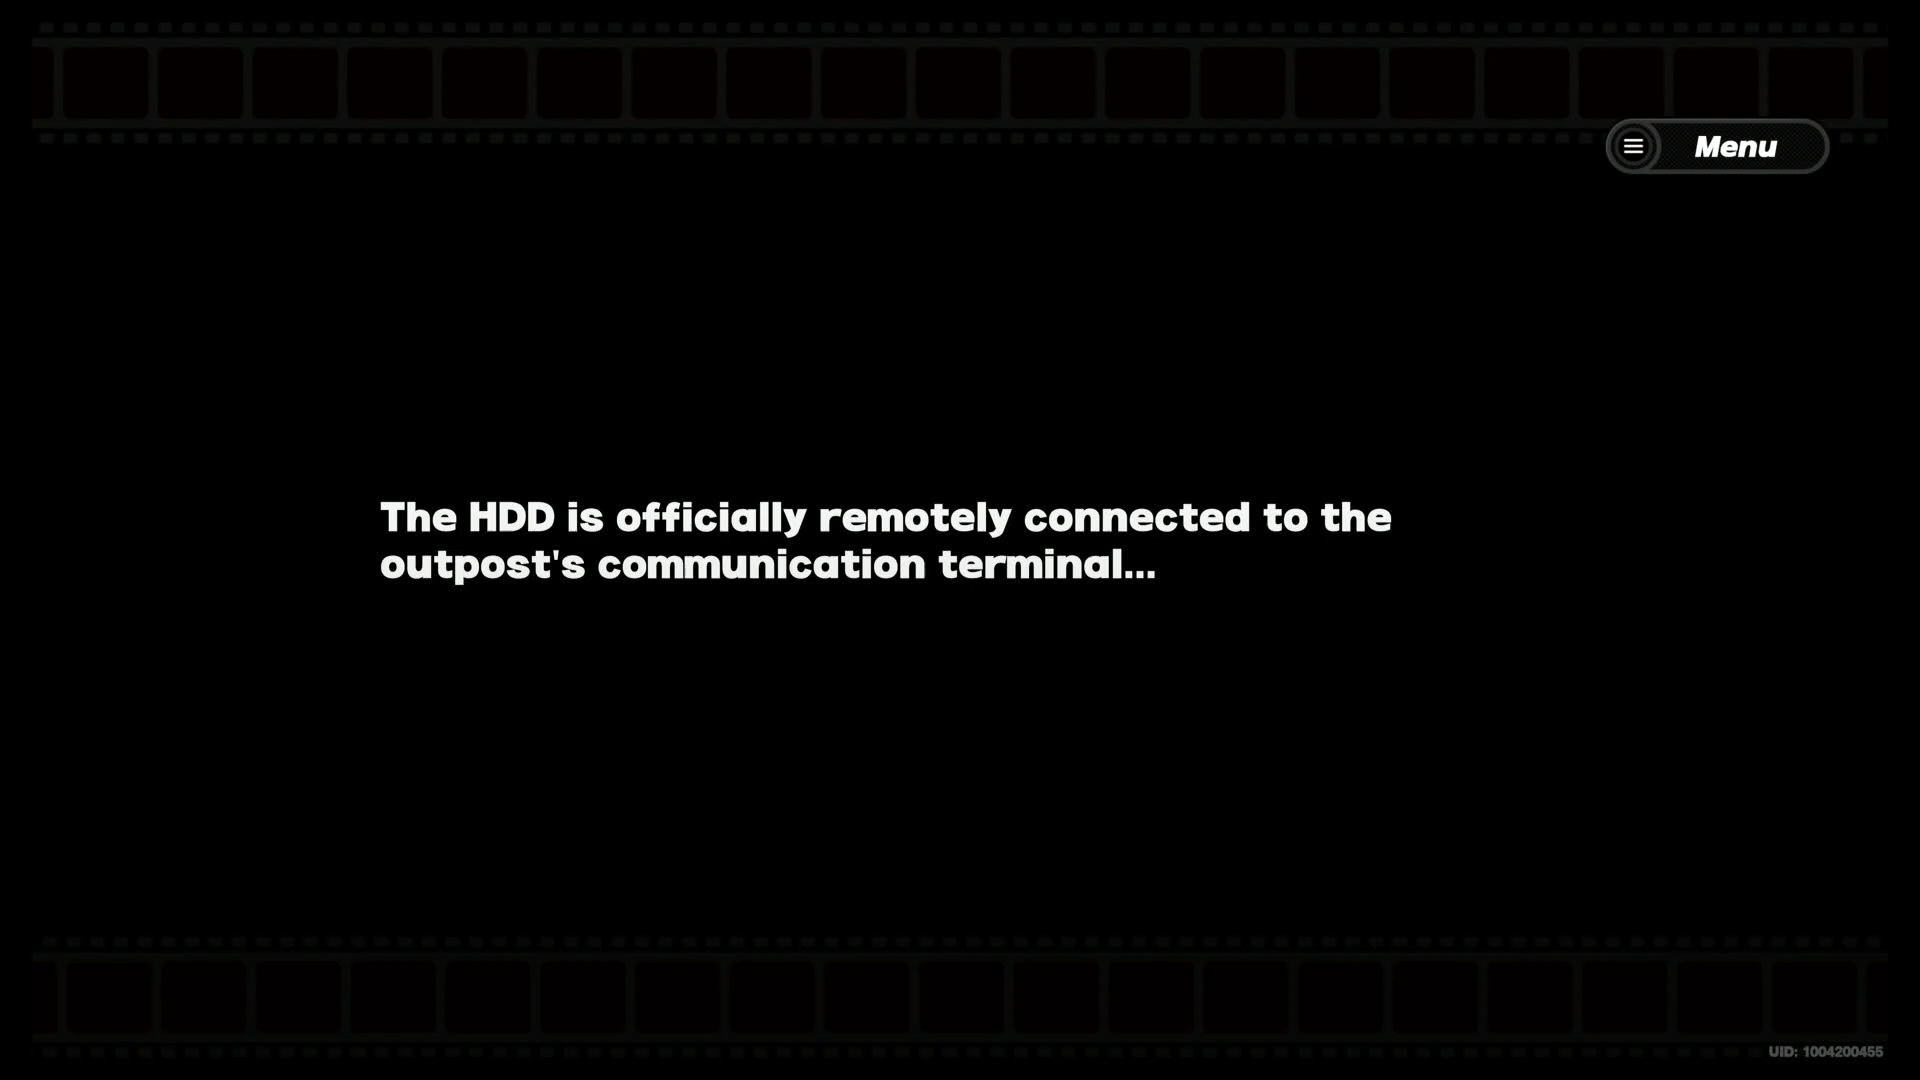 Menu
The HDD is officially remotely connected to the
outpost's communication terminal...
UID: 1004200455